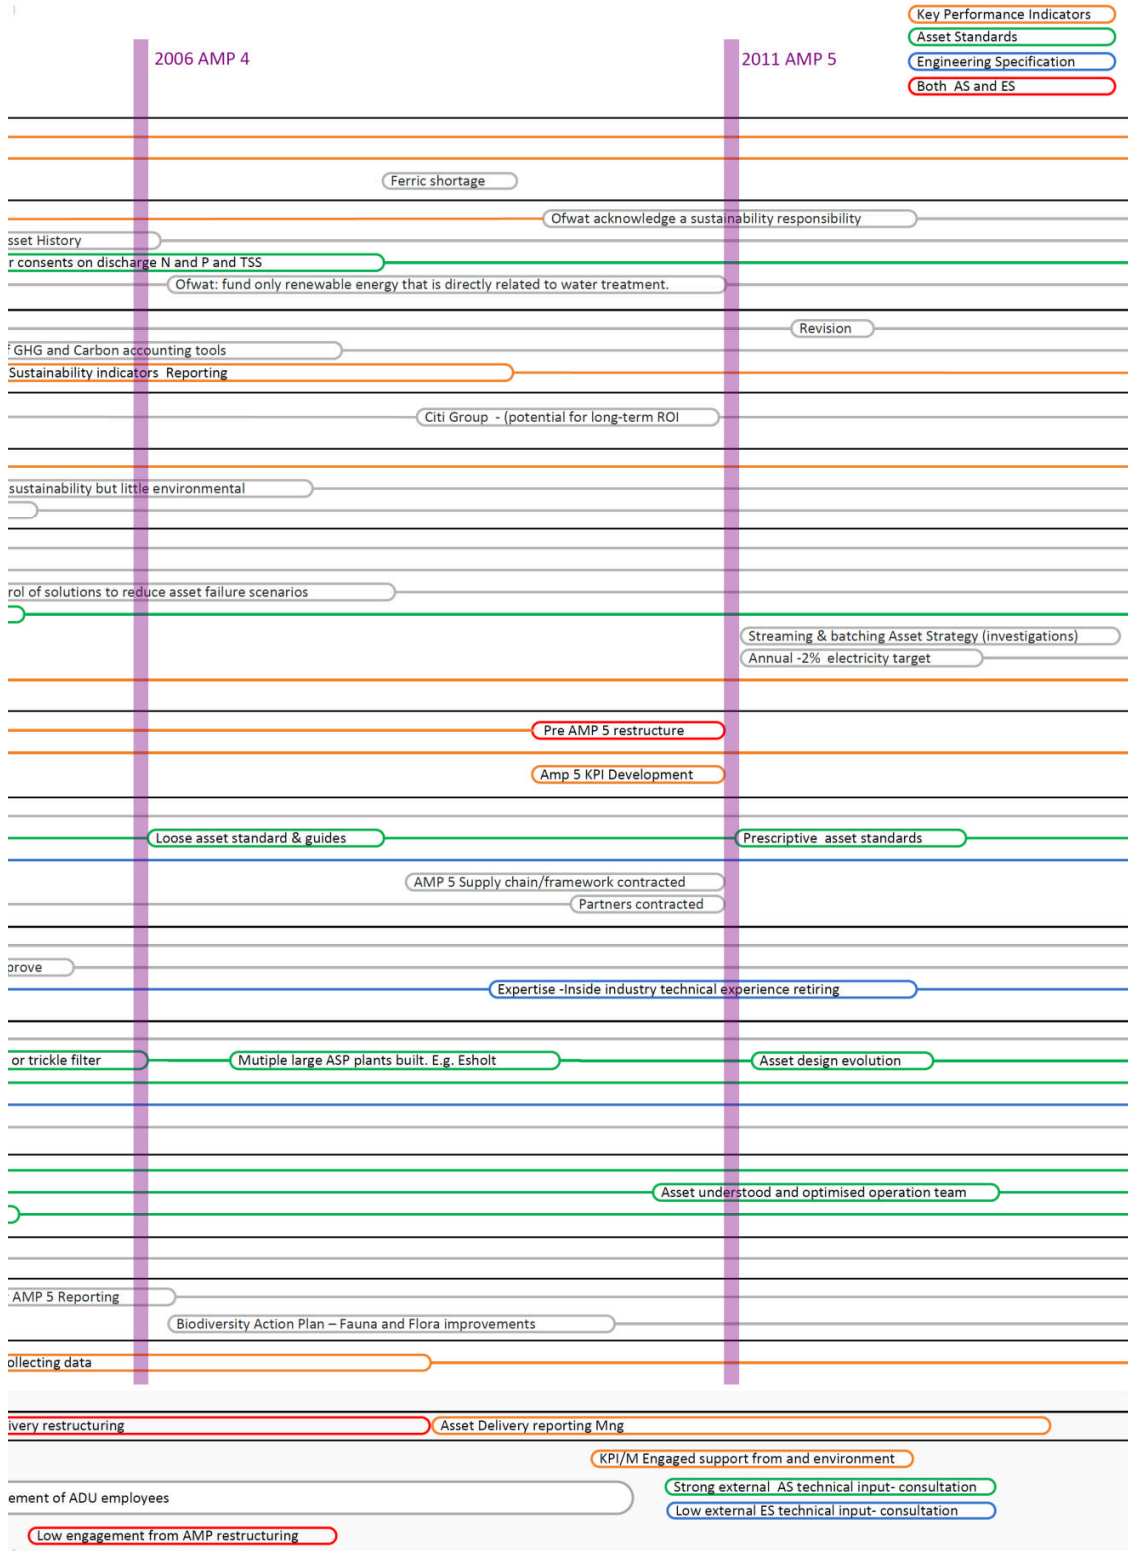 Key Performance Indicators
Asset Standards
2006 AMP 4
2011 AMP 5
Engineering Specification
Both AS and ES
Ferric shortage
Ofwat acknowledge a sustainability responsibility
sset History
r consents on discharge N and P and TSS
Ofwat: fund only renewable energy that is directly related to water treatment.
Revision
f GHG and Carbon accounting tools
Sustainability indicators Reporting
Citi Group - (potential for long-term ROI
sustainability but little environmental
rol of solutions to reduce asset failure scenarios
Streaming & batching Asset Strategy (investigations)
Annual -2% electricity target
Pre AMP 5 restructure
Amp 5 KPI Development
Loose asset standard & guides
Prescriptive asset standards
AMP 5 Supply chain/framework contracted
Partners contracted
prove
Expertise -Inside industry technical experience retiring
or trickle filter
Mutiple large ASP plants built. E.g. Esholt
Asset design evolution
Asset understood and optimised operation team
AMP 5 Reporting
Biodiversity Action Plan – Fauna and Flora improvements
ollecting data
ivery restructuring
Asset Delivery reporting Mng
KPI/M Engaged support from and environment
Strong external AS technical input- consultation
ement of ADU employees
Low external ES technical input- consultation
Low engagement from AMP restructuring